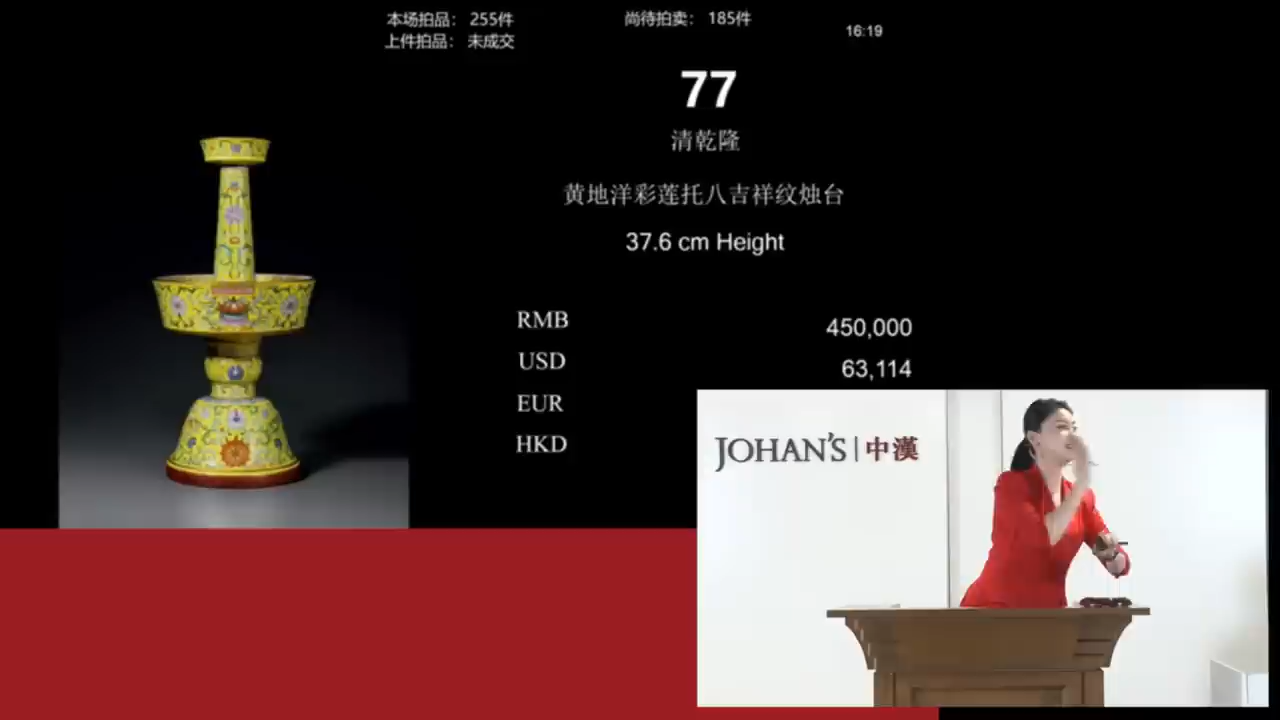 本场拍品： 255件
上件拍品： 未成交
尚待拍卖： 185件
16:19
77
清乾隆
黄地洋彩莲托八吉祥纹烛台
37.6 cm Height
RMB 450,000
USD 63,114
EUR
HKD
JOHAN'S | 中漢